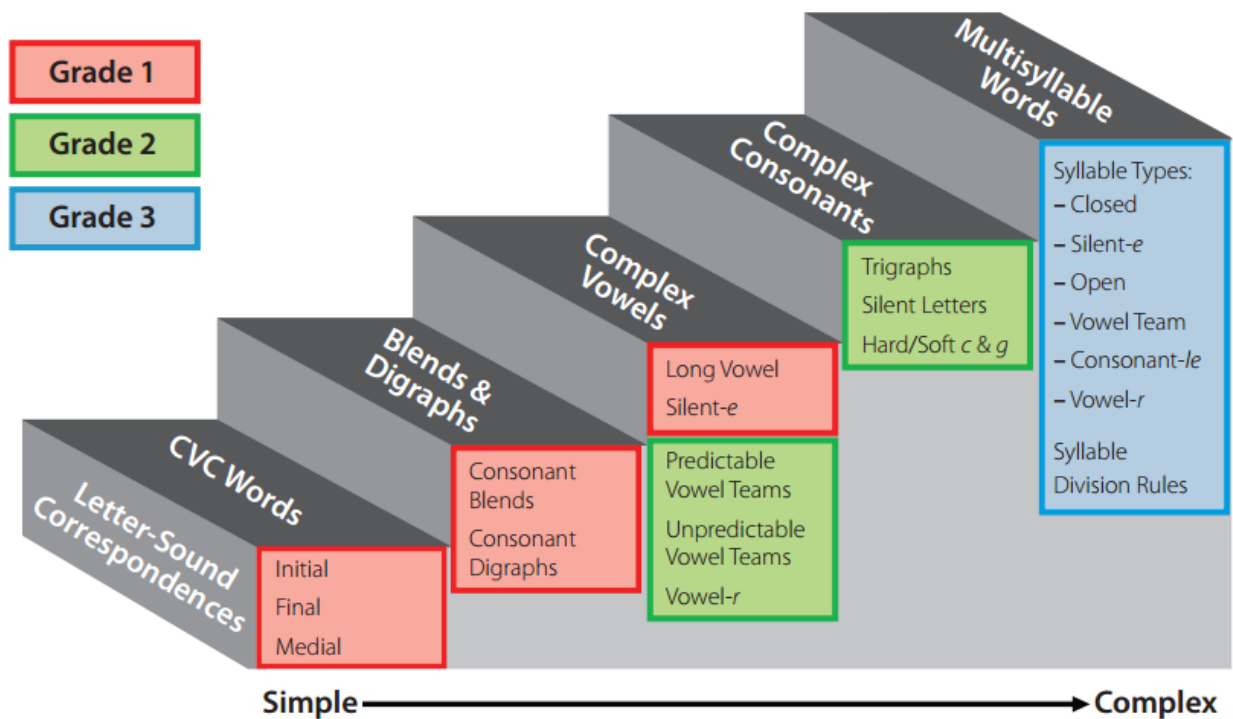 Grade 1
Grade 2
Grade 3
Letter-Sound
Correspondences
CVC Words
Initial
Final
Medial
Blends &
Digraphs
Consonant
Blends
Consonant
Digraphs
Complex
Vowels
Long Vowel
Silent-e
Predictable
Vowel Teams
Unpredictable
Vowel Teams
Vowel-r
Complex
Consonants
Trigraphs
Silent Letters
Hard/Soft c & g
Multisyllable
Words
Syllable Types:
– Closed
– Silent-e
– Open
– Vowel Team
– Consonant-le
– Vowel-r
Syllable
Division Rules
Simple
Complex